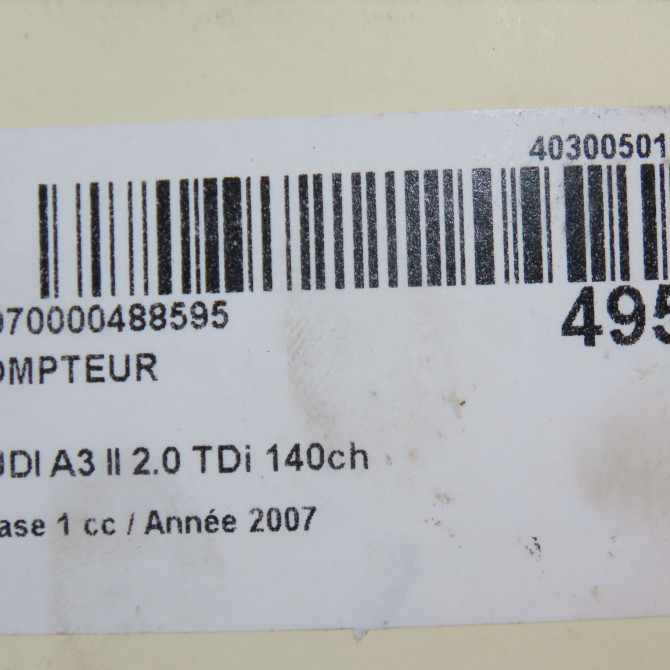 40300501
970000488595
495
OMPTEUR
UDI A3 II 2.0 TDi 140ch
ase 1 cc / Année 2007